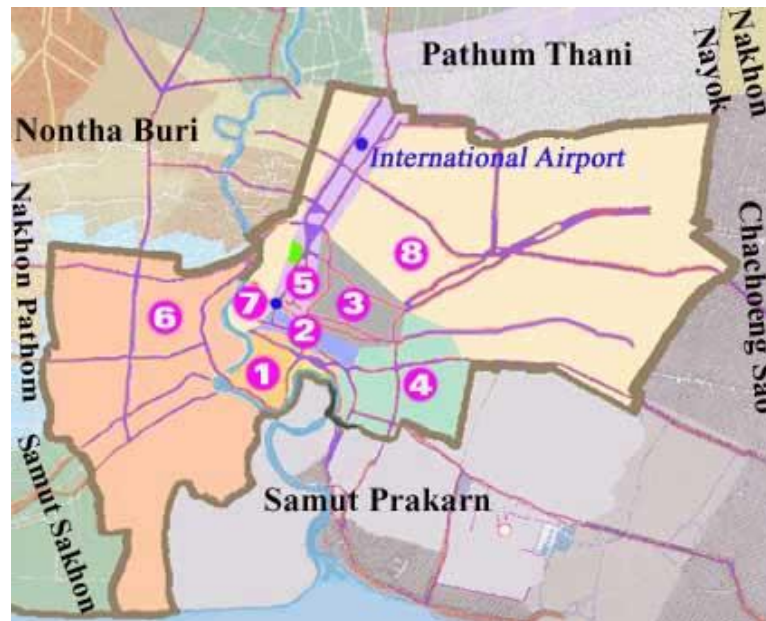 Pathum Thani
Nakhon
Nayok
Nontha Buri
International Airport
Nakhon Pathom
Chachoeng Sao
8
5
7
3
6
2
1
4
Samut Sakhon
Samut Prakarn